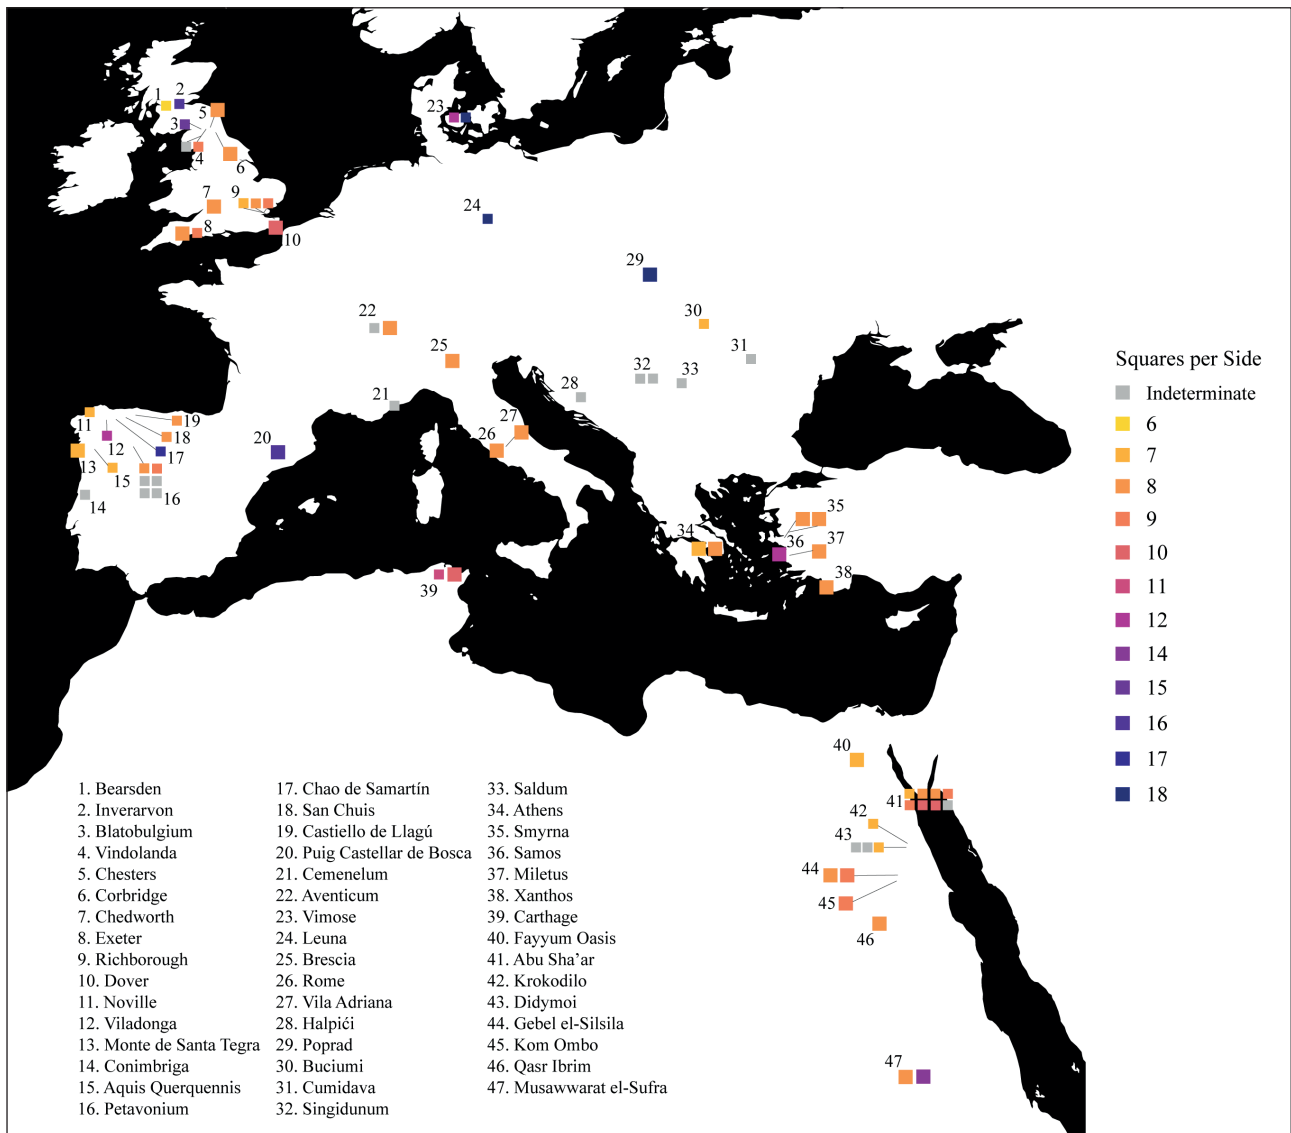 1
2
3
4
5
6
7
8
9
10
11
12
13
14
15
16
17
18
19
20
21
22
23
24
25
26
27
28
29
30
31
32
33
34
35
36
37
38
39
40
41
42
43
44
45
46
47
Squares per Side
Indeterminate
6
7
8
9
10
11
12
14
15
16
17
18
1. Bearsden
2. Inverarvon
3. Blatobulgium
4. Vindolanda
5. Chesters
6. Corbridge
7. Chedworth
8. Exeter
9. Richborough
10. Dover
11. Noville
12. Viladonga
13. Monte de Santa Tegra
14. Conimbriga
15. Aquis Querquennis
16. Petavonium
17. Chao de Samartín
18. San Chuis
19. Castiello de Llagú
20. Puig Castellar de Bosca
21. Cemenelum
22. Aventicum
23. Vimose
24. Leuna
25. Brescia
26. Rome
27. Vila Adriana
28. Halpići
29. Poprad
30. Buciumi
31. Cumidava
32. Singidunum
33. Saldum
34. Athens
35. Smyrna
36. Samos
37. Miletus
38. Xanthos
39. Carthage
40. Fayyum Oasis
41. Abu Sha’ar
42. Krokodilo
43. Didymoi
44. Gebel el-Silsila
45. Kom Ombo
46. Qasr Ibrim
47. Musawwarat el-Sufra